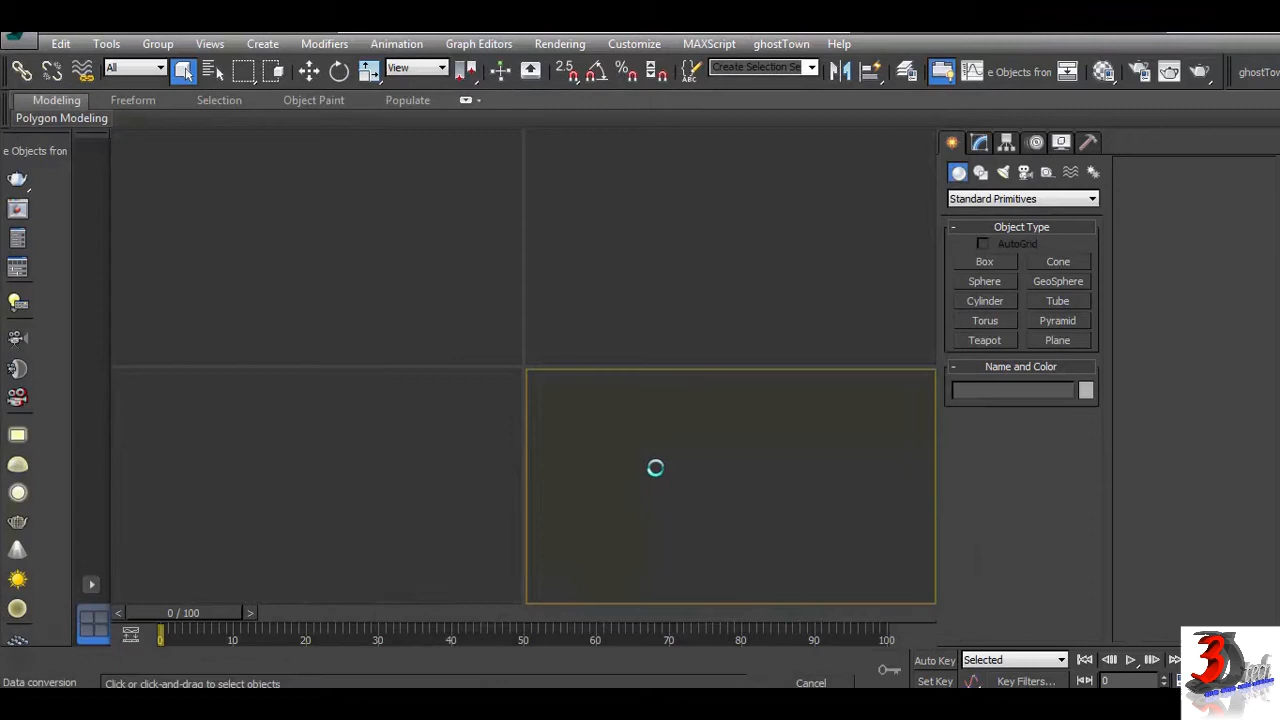 Edit Tools Group Views Create Modifiers Animation Graph Editors Rendering Customize MAXScript ghostTown Help
All View 2.5 % ABC Create Selection Se e Objects fron ghostTow
Modeling Freeform Selection Object Paint Populate
Polygon Modeling
e Objects fron
Standard Primitives
- Object Type
AutoGrid
Box Cone
Sphere GeoSphere
Cylinder Tube
Torus Pyramid
Teapot Plane
- Name and Color
< 0 / 100 >
0 10 20 30 40 50 60 70 80 90 100
Auto Key Selected
Data conversion Click or click-and-drag to select objects Cancel Set Key Key Filters... 0
3